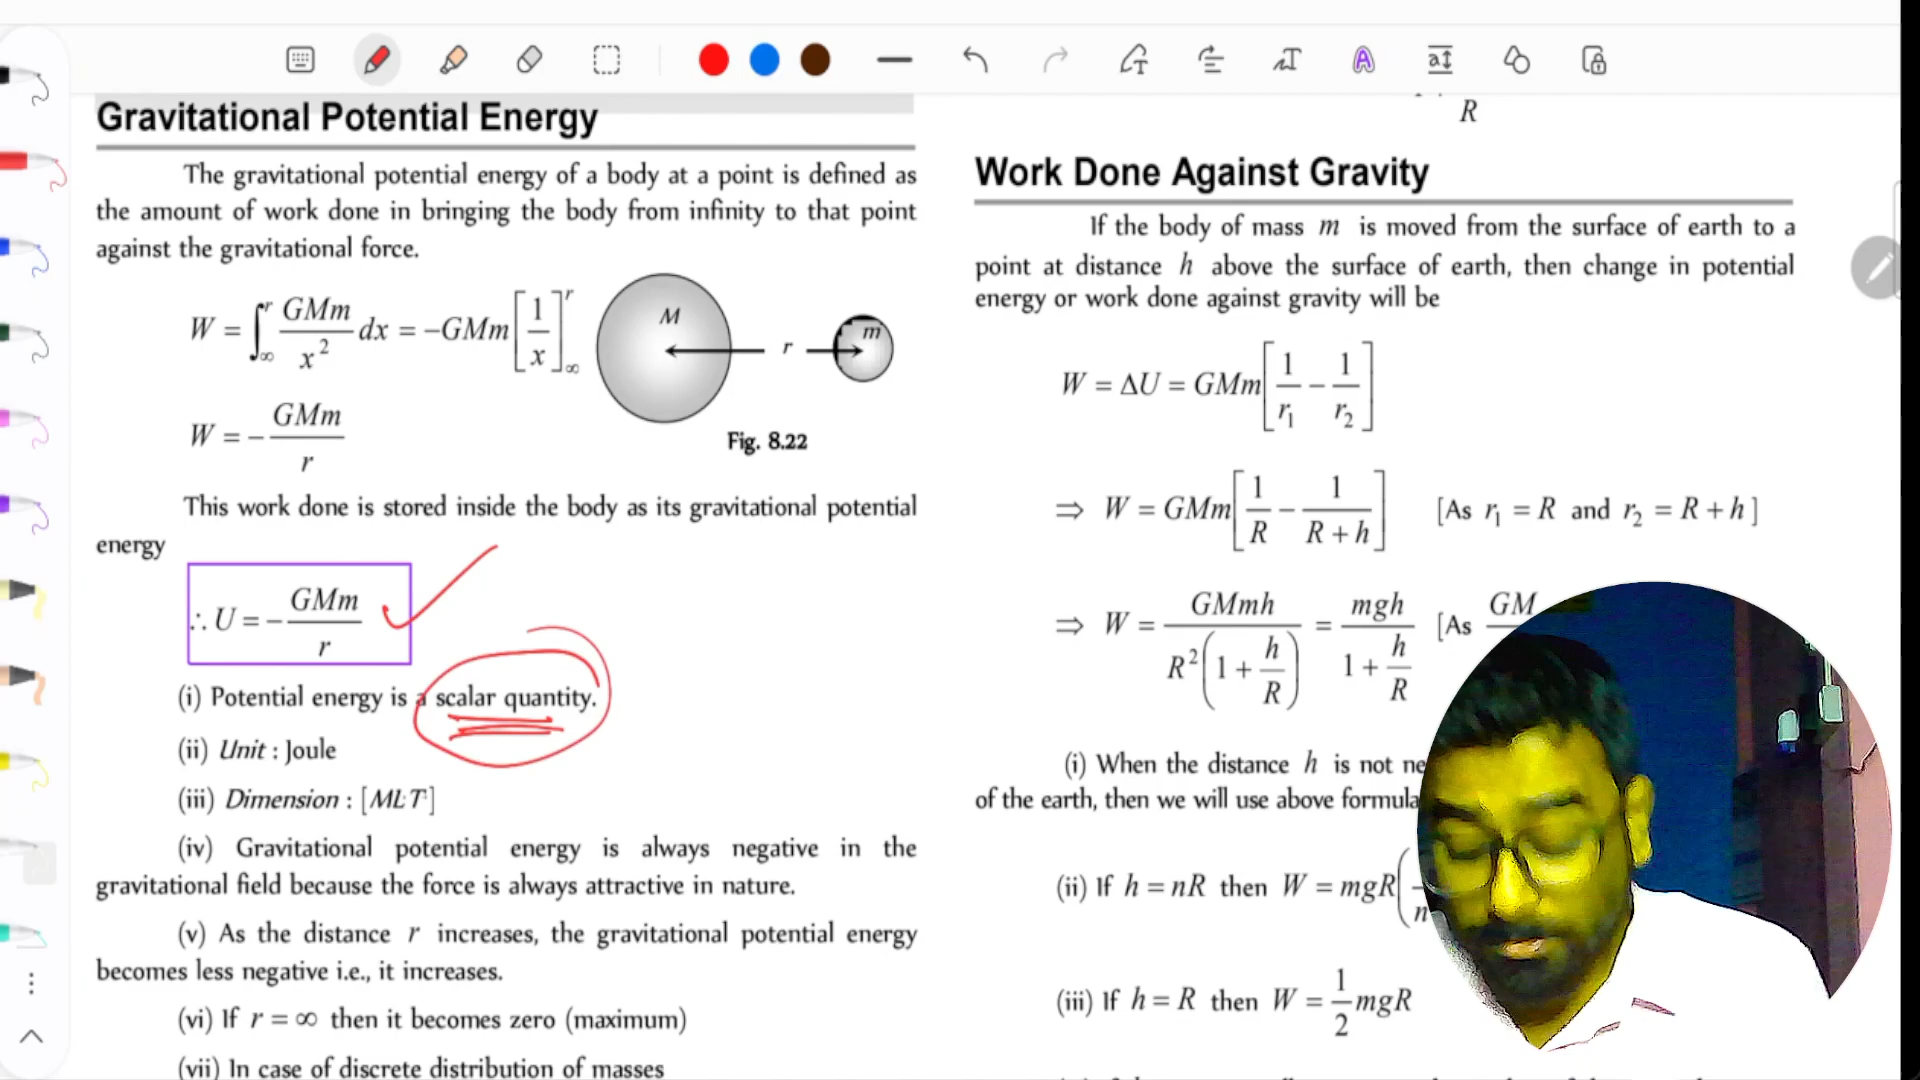 Gravitational Potential Energy
The gravitational potential energy of a body at a point is defined as
the amount of work done in bringing the body from infinity to that point
against the gravitational force.
W = ∫_∞^r GMm/x² dx = −GMm[1/x]_∞^r
W = − GMm/r
M
r
m
Fig. 8.22
This work done is stored inside the body as its gravitational potential
energy
∴ U = − GMm/r
(i) Potential energy is a scalar quantity.
(ii) Unit : Joule
(iii) Dimension : [ML²T⁻²]
(iv) Gravitational potential energy is always negative in the
gravitational field because the force is always attractive in nature.
(v) As the distance r increases, the gravitational potential energy
becomes less negative i.e., it increases.
(vi) If r = ∞ then it becomes zero (maximum)
(vii) In case of discrete distribution of masses
R
Work Done Against Gravity
If the body of mass m is moved from the surface of earth to a
point at distance h above the surface of earth, then change in potential
energy or work done against gravity will be
W = ΔU = GMm[1/r₁ − 1/r₂]
⇒ W = GMm[1/R − 1/(R + h)] [As r₁ = R and r₂ = R + h]
⇒ W = GMmh/R²(1 + h/R) = mgh/(1 + h/R) [As GM
(i) When the distance h is not ne
of the earth, then we will use above formula
(ii) If h = nR then W = mgR( n
(iii) If h = R then W = 1/2 mgR